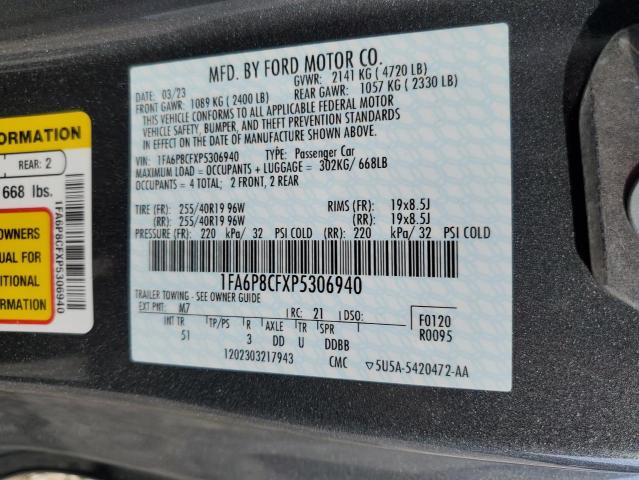 MFD. BY FORD MOTOR CO.
03/23 GVWR: 2141 KG ( 4720 LB)
FRONT GAWR: 1089 KG ( 2400 LB) REAR GAWR: 1057 KG ( 2330 LB)
THIS VEHICLE CONFORMS TO ALL APPLICABLE FEDERAL MOTOR
VEHICLE SAFETY, BUMPER, AND THEFT PREVENTION STANDARDS
IN EFFECT ON THE DATE OF MANUFACTURE SHOWN ABOVE.
VIN: 1FA6P8CFXP5306940 TYPE: Passenger Car
MAXIMUM LOAD = OCCUPANTS + LUGGAGE = 302KG/ 668LB
OCCUPANTS = 4 TOTAL; 2 FRONT, 2 REAR
TIRE (FR): 255/40R19 96W RIMS (FR): 19x8.5J
(RR): 255/40R19 96W (RR): 19x8.5J
PRESSURE (FR): 220 kPa/ 32 PSI COLD (RR): 220 kPa/ 32 PSI COLD
1FA6P8CFXP5306940
TRAILER TOWING - SEE OWNER GUIDE
EXT PNT: M7 RC: 21 DSO: F0120
INT TR TP/PS R AXLE TR SPR R0095
51 3 DD U DDBB
1202303217943 CMC 5U5A-5420472-AA
FORMATION
REAR: 2
668 lbs.
OWNERS
UAL FOR
DITIONAL
MATION
1FA6P8CFXP5306940